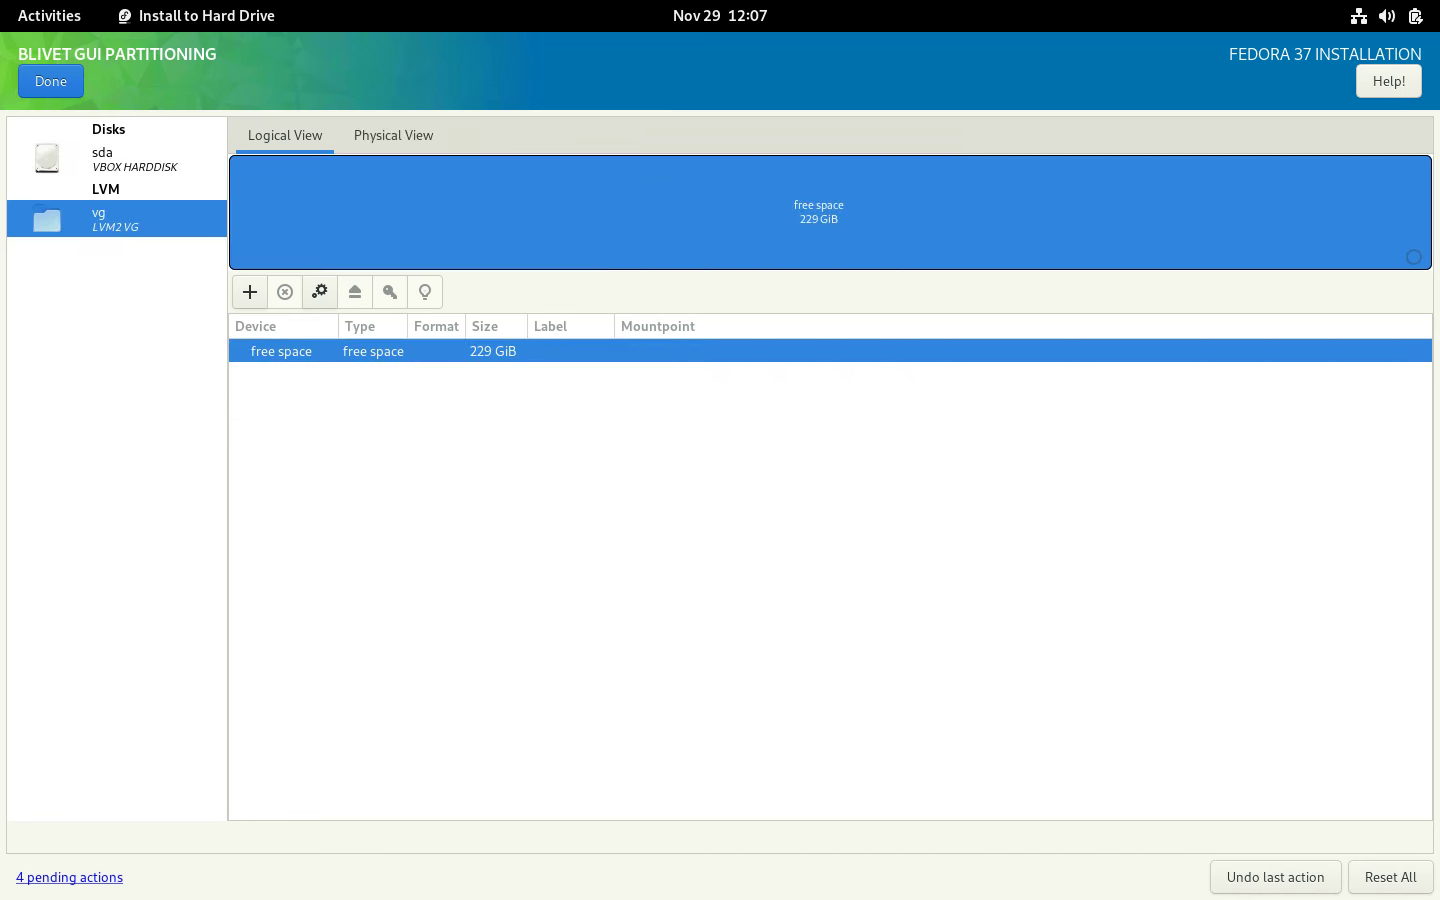 Activities
Install to Hard Drive
Nov 29 12:07
BLIVET GUI PARTITIONING
FEDORA 37 INSTALLATION
Done
Help!
Disks
sda
VBOX HARDDISK
LVM
vg
LVM2 VG
Logical View
Physical View
free space
229 GiB
Device Type Format Size Label Mountpoint
free space free space 229 GiB
4 pending actions
Undo last action
Reset All